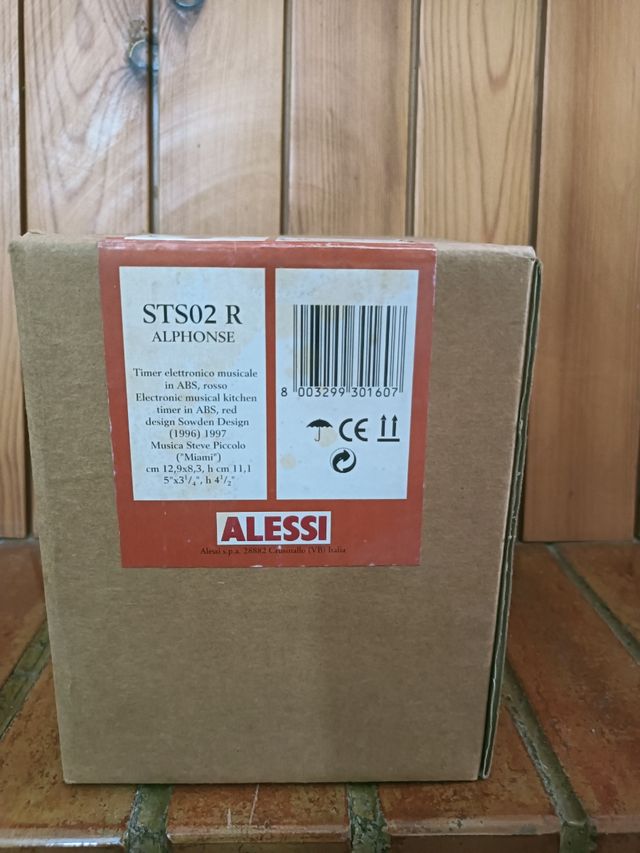 STS02 R
ALPHONSE
Timer elettronico musicale
in ABS, rosso
Electronic musical kitchen
timer in ABS, red
design Sowden Design
(1996) 1997
Musica Steve Piccolo
("Miami")
cm 12,9x8,3, h cm 11,1
5"x3¹/₄", h 4¹/₂"
8 003299 301607
CE
ALESSI
Alessi s.p.a. 28882 Crusinallo (VB) Italia